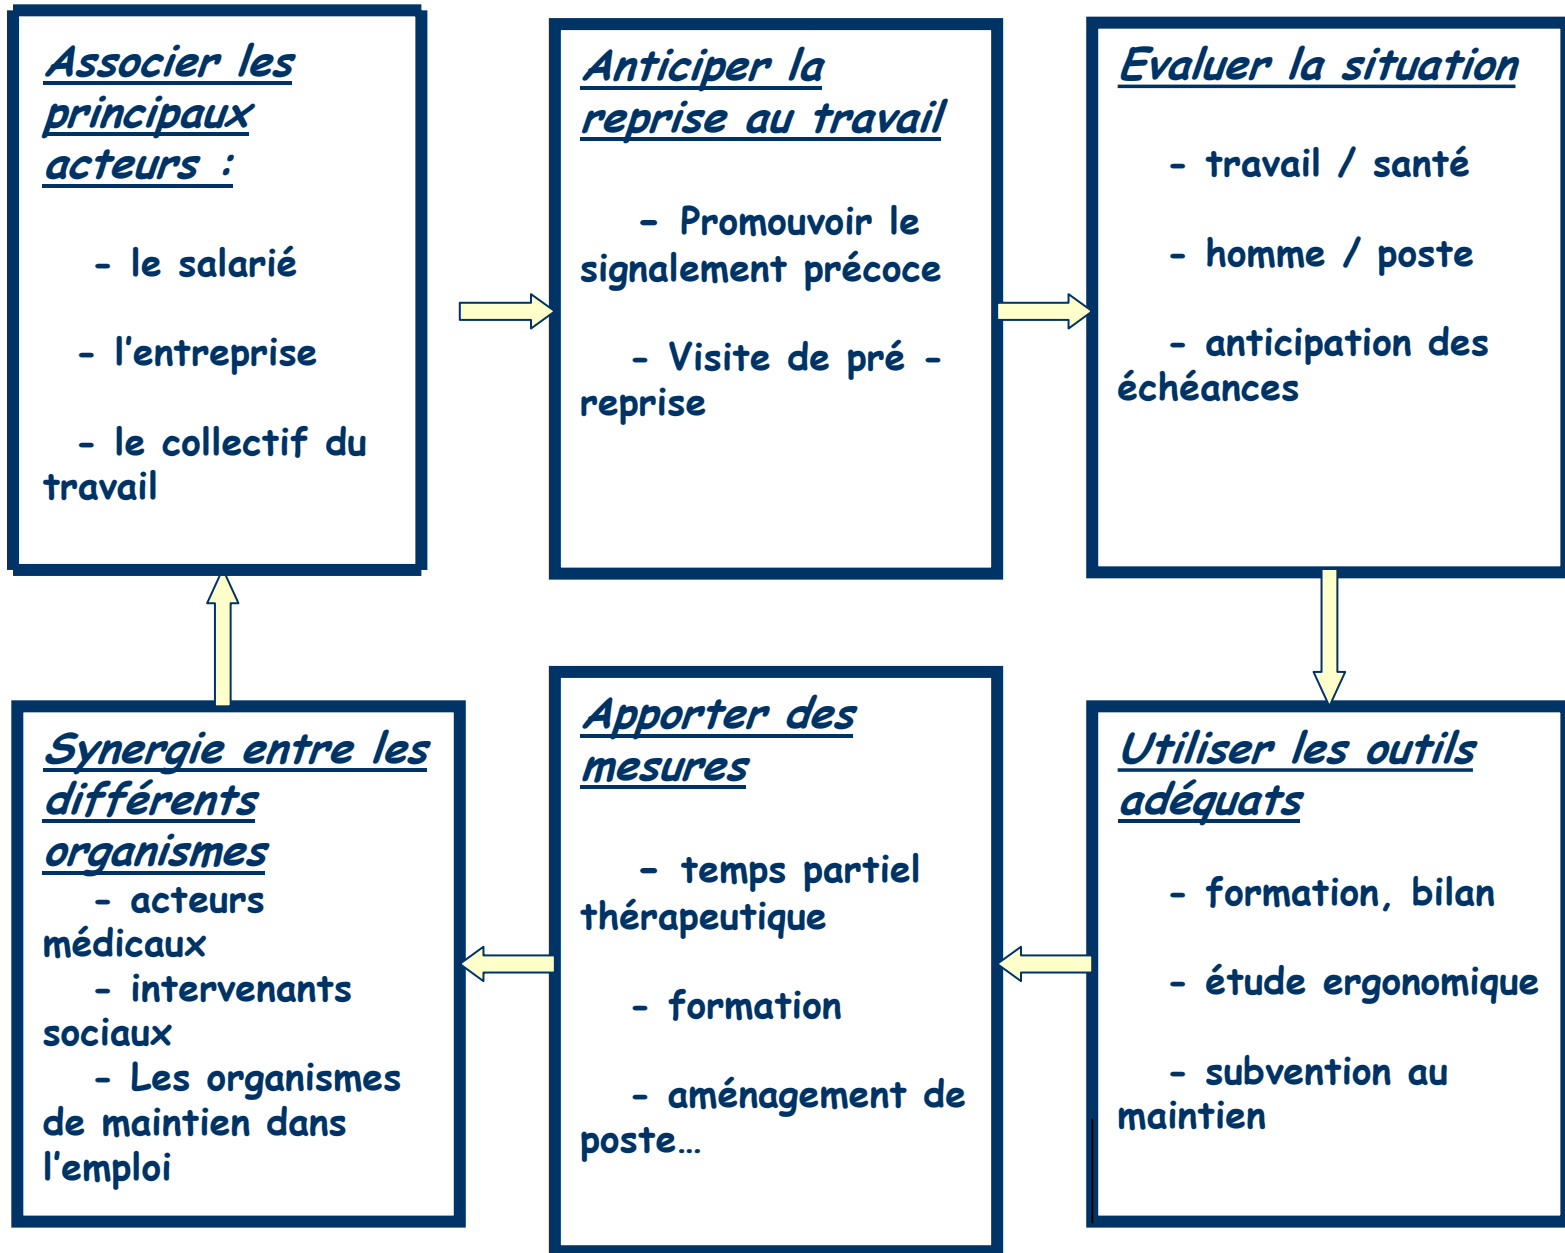 Associer les
principaux
acteurs :
- le salarié
- l'entreprise
- le collectif du
travail
Anticiper la
reprise au travail
- Promouvoir le
signalement précoce
- Visite de pré -
reprise
Evaluer la situation
- travail / santé
- homme / poste
- anticipation des
échéances
Utiliser les outils
adéquats
- formation, bilan
- étude ergonomique
- subvention au
maintien
Apporter des
mesures
- temps partiel
thérapeutique
- formation
- aménagement de
poste...
Synergie entre les
différents
organismes
- acteurs
médicaux
- intervenants
sociaux
- Les organismes
de maintien dans
l'emploi